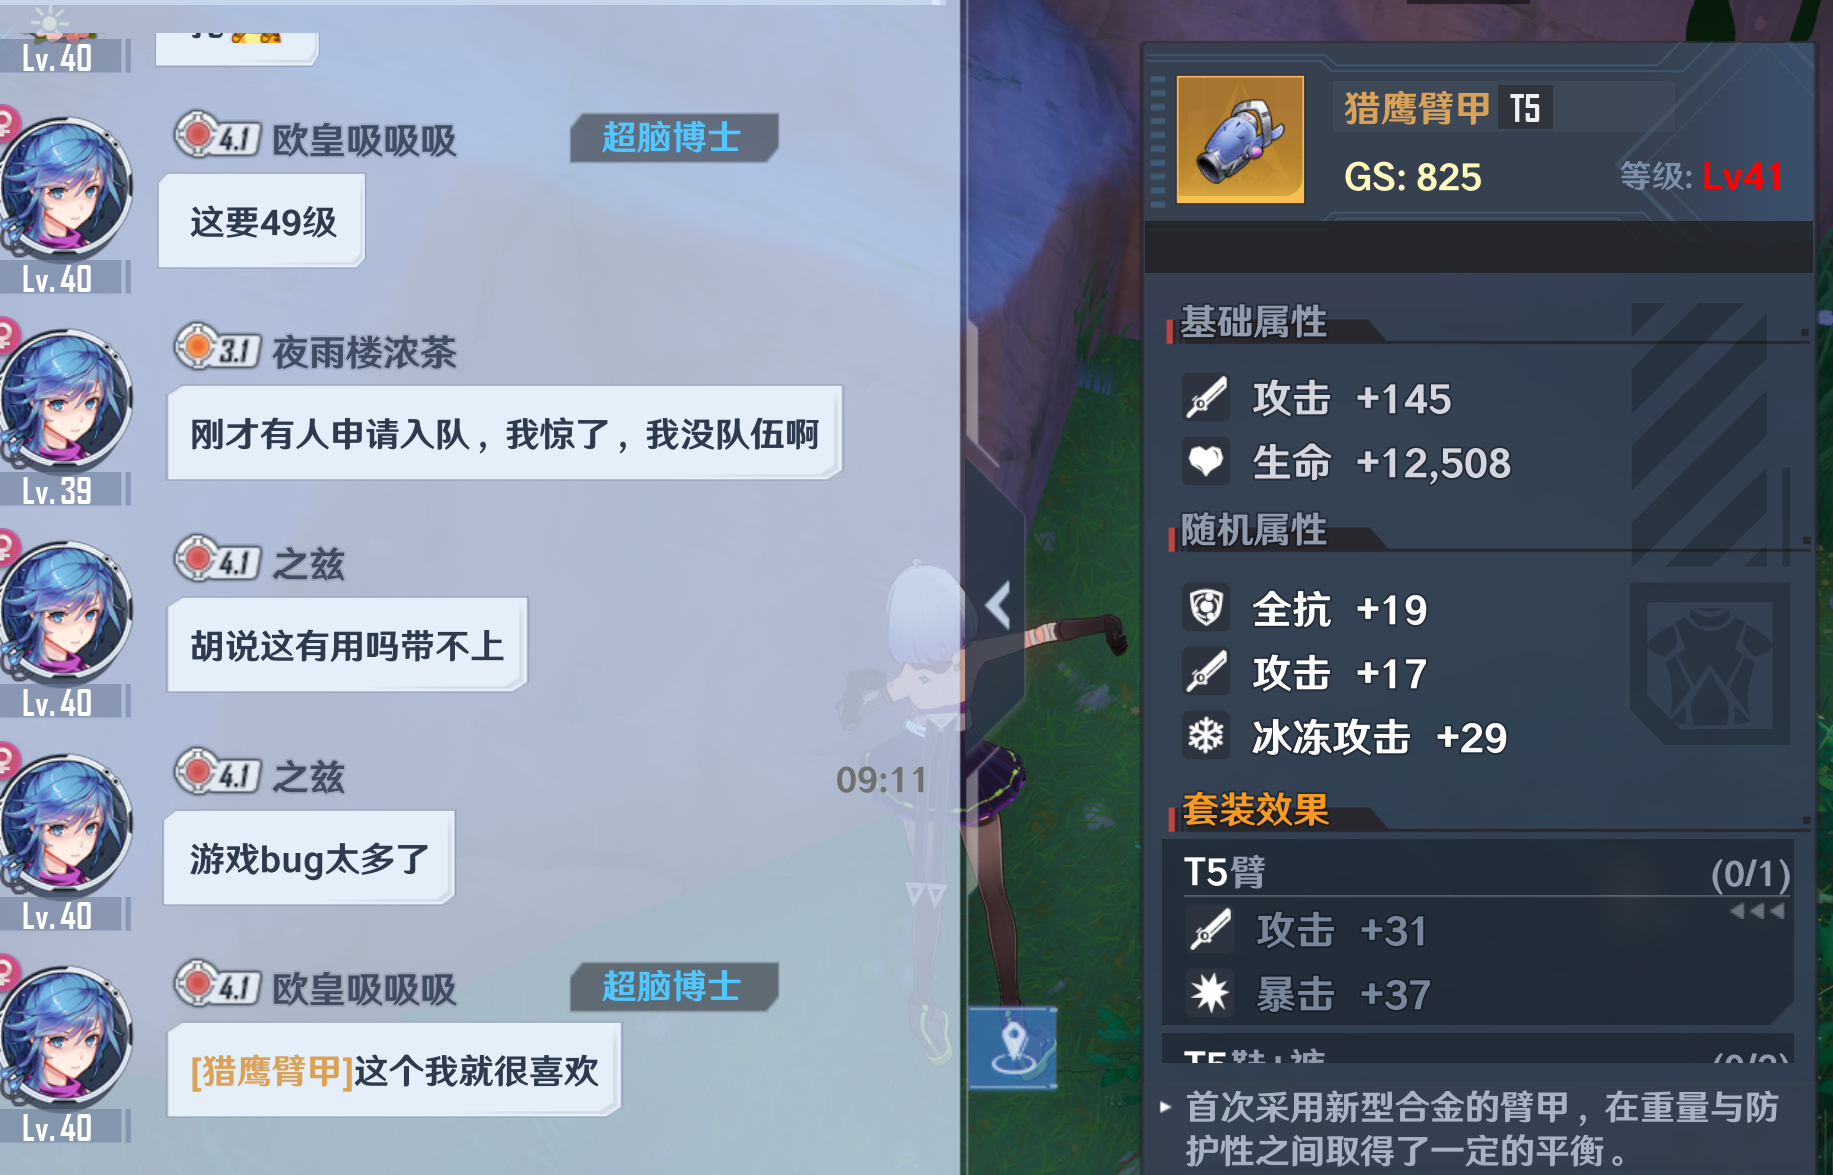 Lv.40
4.1 欧皇吸吸吸 超脑博士
这要49级
Lv.40
3.1 夜雨楼浓茶
刚才有人申请入队，我惊了，我没队伍啊
Lv.39
4.1 之兹
胡说这有用吗带不上
Lv.40
4.1 之兹
09:11
游戏bug太多了
Lv.40
4.1 欧皇吸吸吸 超脑博士
[猎鹰臂甲]这个我就很喜欢
Lv.40
猎鹰臂甲 T5
GS: 825 等级: Lv41
基础属性
攻击 +145
生命 +12,508
随机属性
全抗 +19
攻击 +17
冰冻攻击 +29
套装效果
T5臂 (0/1)
攻击 +31
暴击 +37
首次采用新型合金的臂甲，在重量与防
护性之间取得了一定的平衡。